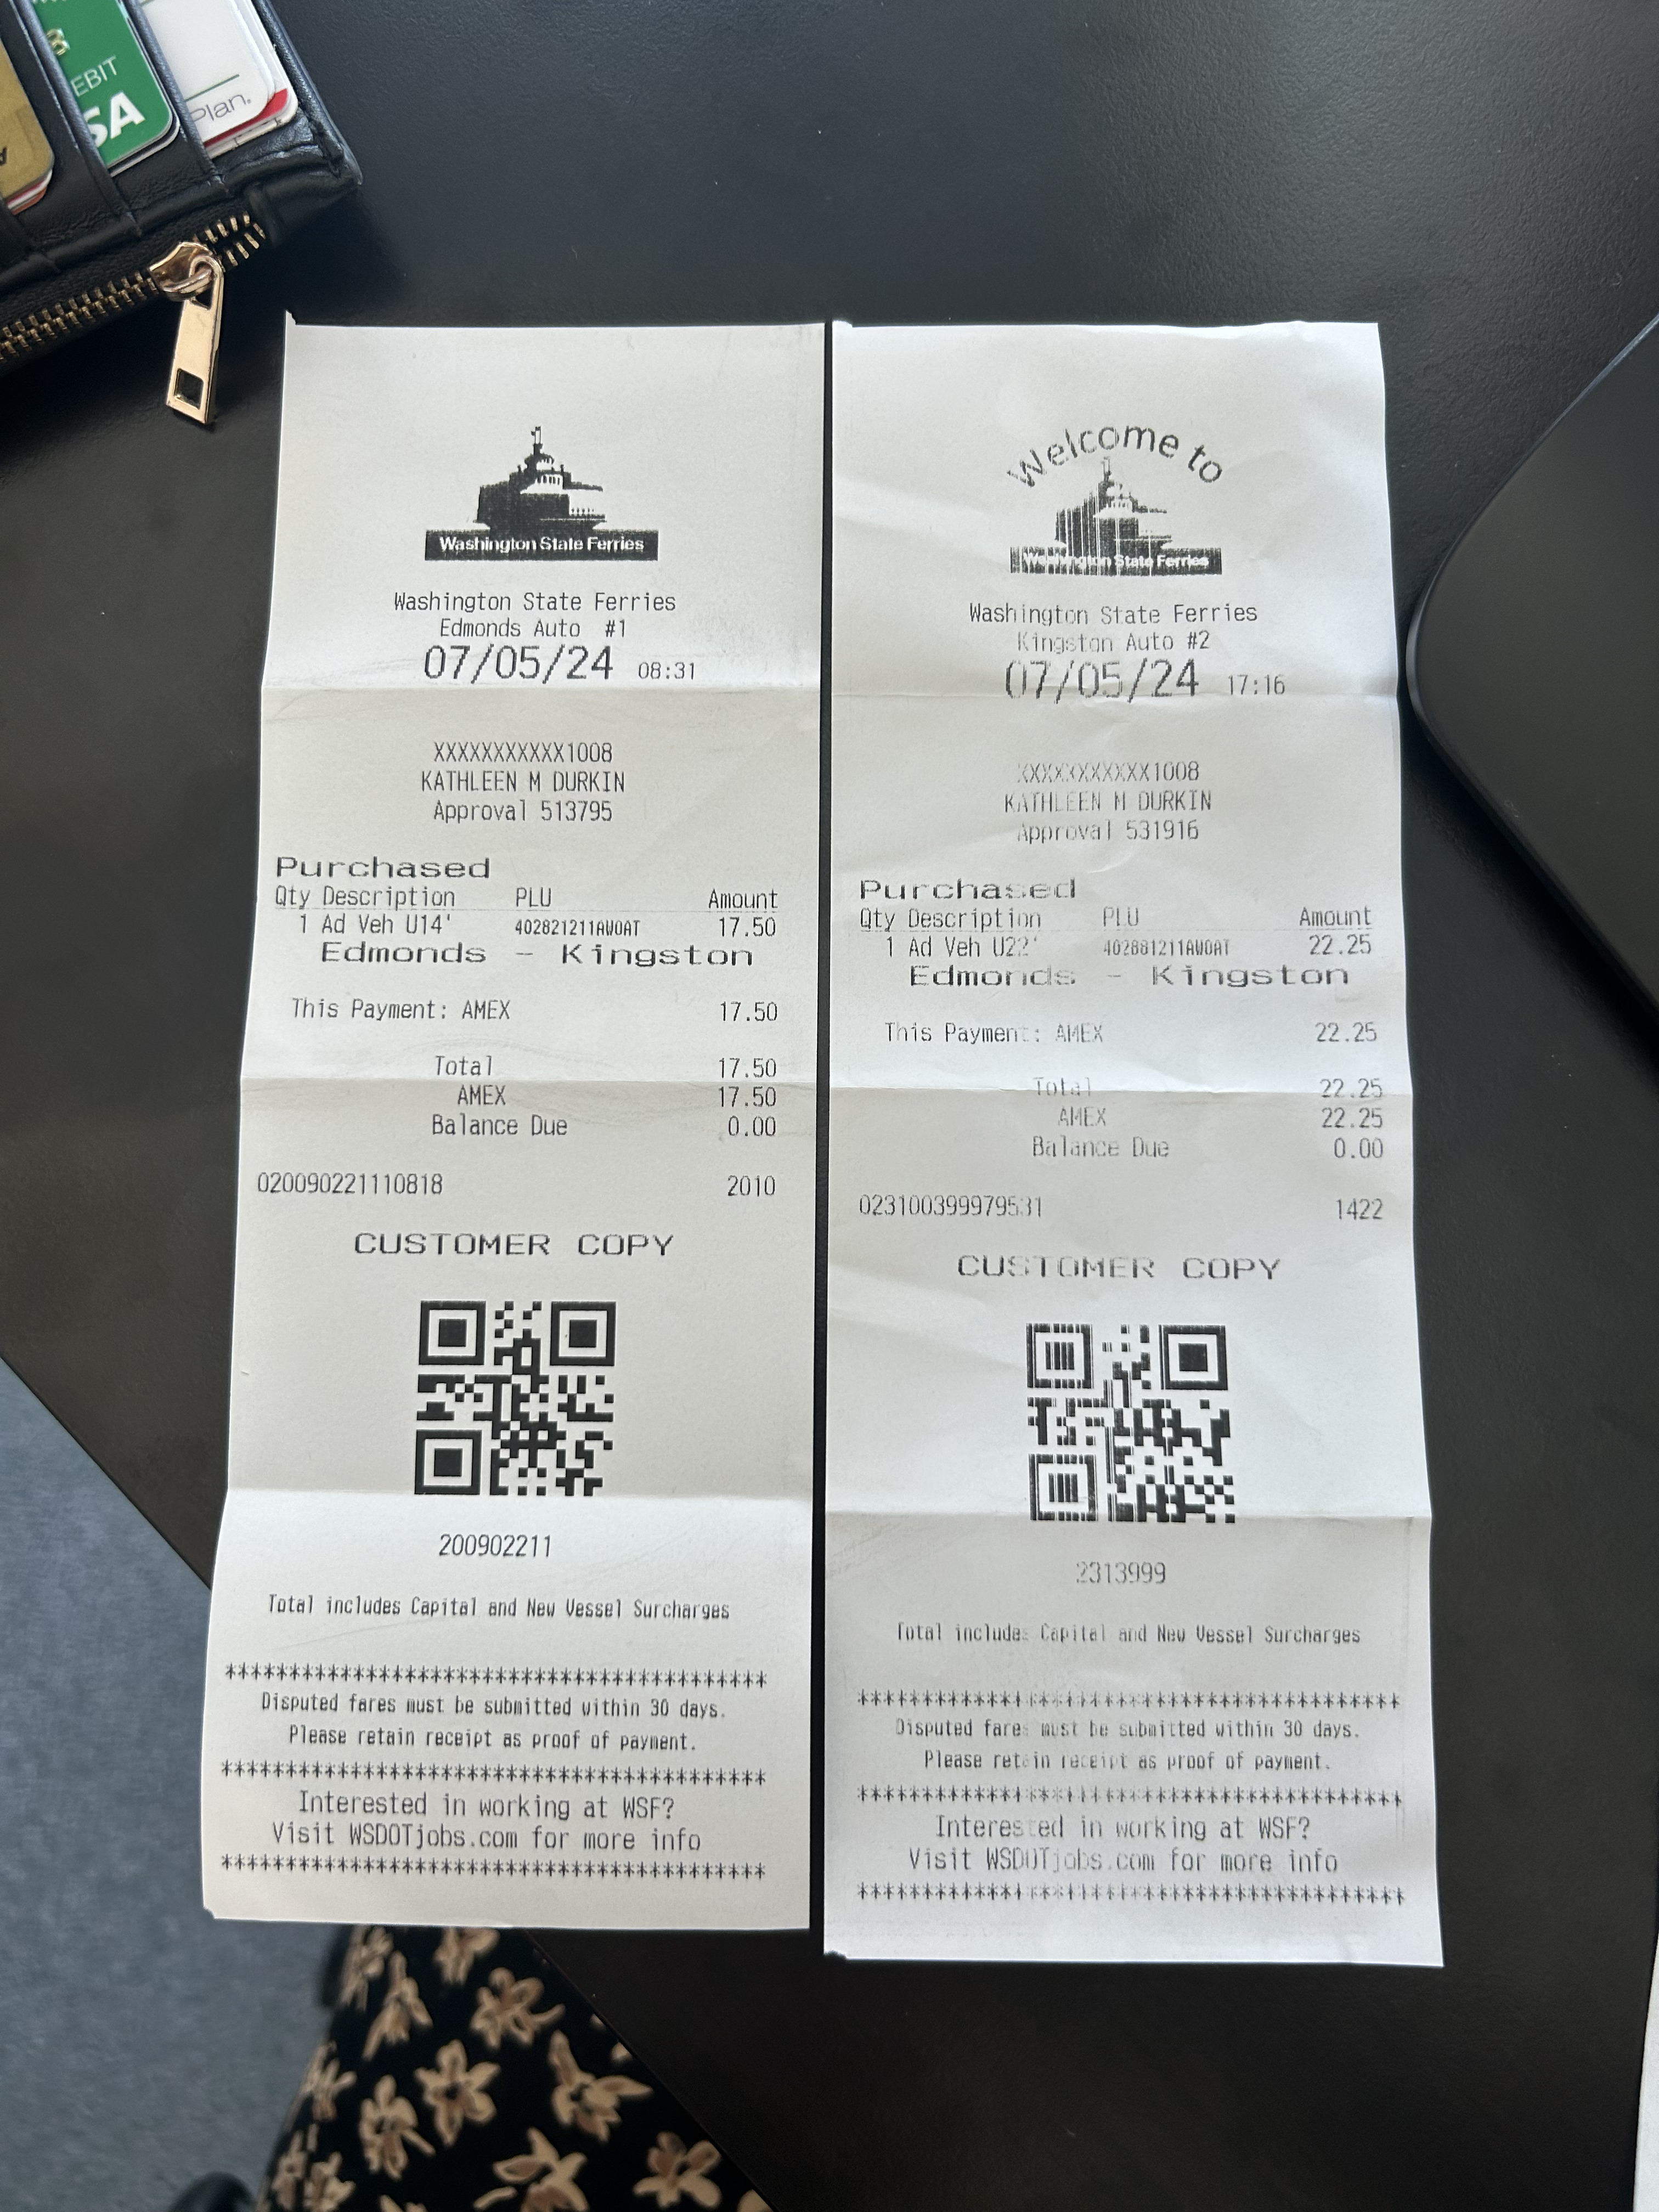 EBIT
SA
Plan.
Washington State Ferries
Washington State Ferries
Edmonds Auto #1
07/05/24 08:31
XXXXXXXXXXX1008
KATHLEEN M DURKIN
Approval 513795
Purchased
Qty Description PLU Amount
1 Ad Veh U14' 402821211AWOAT 17.50
Edmonds - Kingston
This Payment: AMEX 17.50
Total 17.50
AMEX 17.50
Balance Due 0.00
020090221110818 2010
CUSTOMER COPY
200902211
Total includes Capital and New Vessel Surcharges
******************************************
Disputed fares must be submitted within 30 days.
Please retain receipt as proof of payment.
******************************************
Interested in working at WSF?
Visit WSDOTjobs.com for more info
******************************************
Welcome to
Washington State Ferries
Washington State Ferries
Kingston Auto #2
07/05/24 17:16
XXXXXXXXXXX1008
KATHLEEN M DURKIN
Approval 531916
Purchased
Qty Description PLU Amount
1 Ad Veh U22' 402881211AWOAT 22.25
Edmonds - Kingston
This Payment: AMEX 22.25
Total 22.25
AMEX 22.25
Balance Due 0.00
023100399979531 1422
CUSTOMER COPY
2313999
Total includes Capital and New Vessel Surcharges
******************************************
Disputed fares must be submitted within 30 days.
Please retain receipt as proof of payment.
******************************************
Interested in working at WSF?
Visit WSDOTjobs.com for more info
******************************************